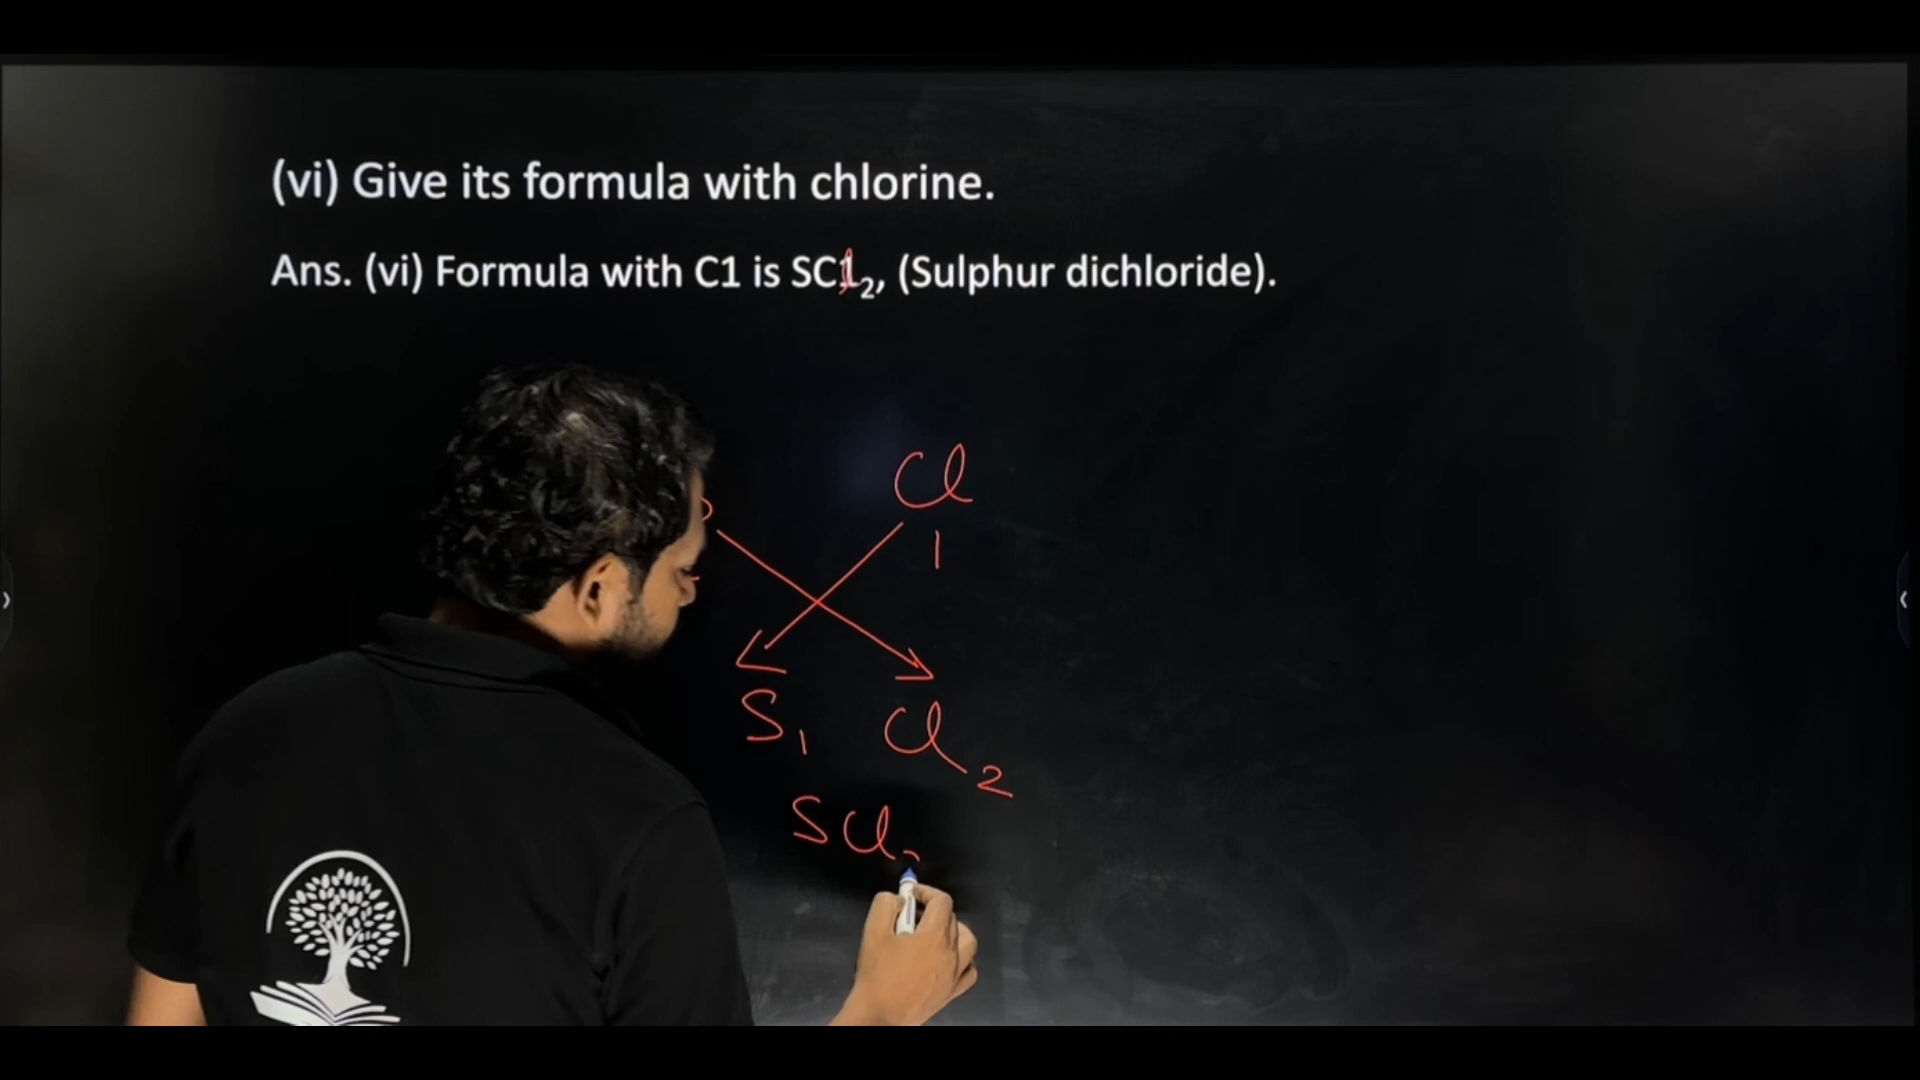 (vi) Give its formula with chlorine.
Ans. (vi) Formula with C1 is SCl₂, (Sulphur dichloride).
Cl
1
S₁ Cl₂
SCl